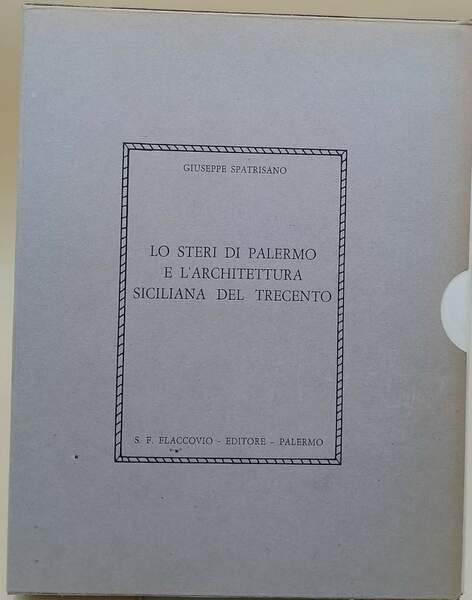 GIUSEPPE SPATRISANO
LO STERI DI PALERMO
E L'ARCHITETTURA
SICILIANA DEL TRECENTO
S. F. FLACCOVIO - EDITORE - PALERMO